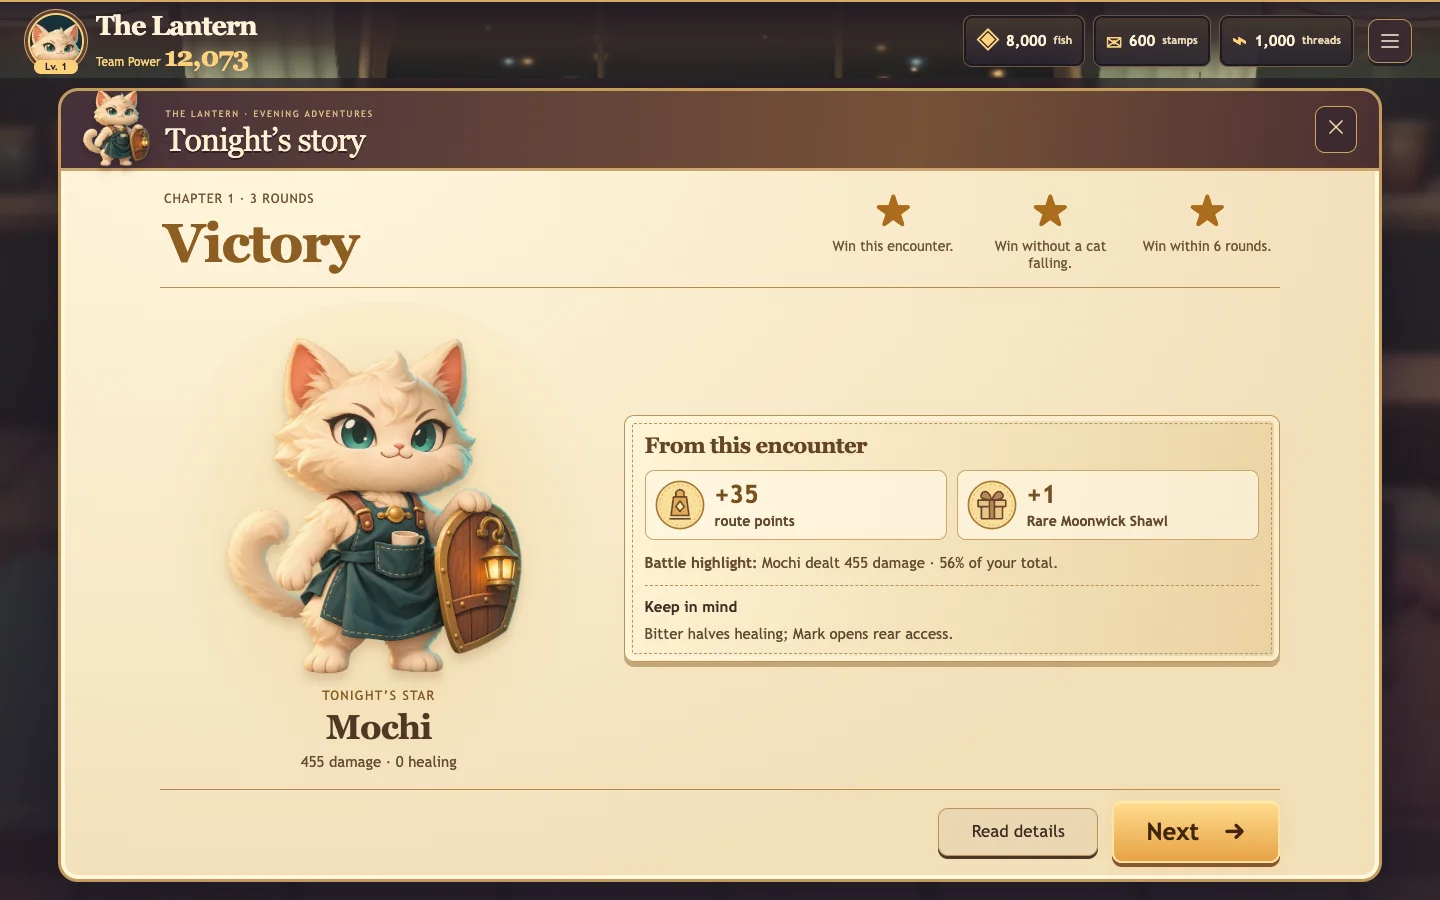 The Lantern
Team Power 12,073
Lv. 1
8,000 fish
600 stamps
1,000 threads
THE LANTERN · EVENING ADVENTURES
Tonight’s story
CHAPTER 1 · 3 ROUNDS
Victory
Win this encounter.
Win without a cat
falling.
Win within 6 rounds.
From this encounter
+35
route points
+1
Rare Moonwick Shawl
Battle highlight: Mochi dealt 455 damage · 56% of your total.
Keep in mind
Bitter halves healing; Mark opens rear access.
TONIGHT’S STAR
Mochi
455 damage · 0 healing
Read details
Next